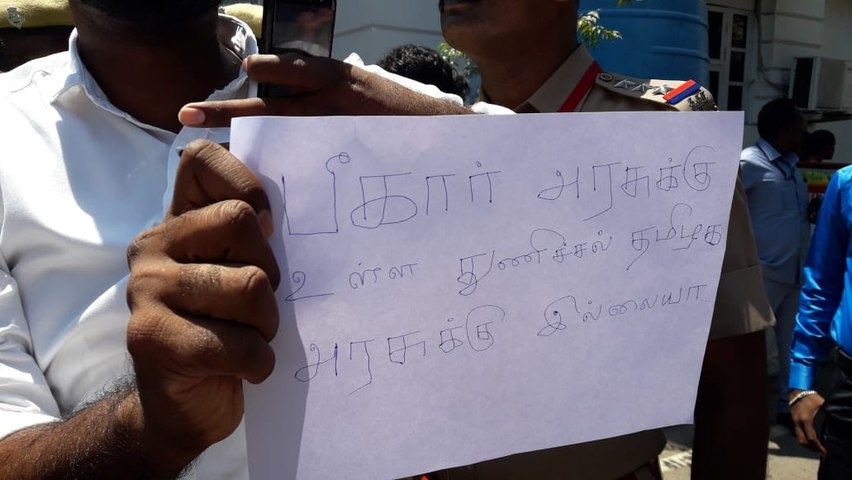 பீகார் அரசுக்கு
உள்ள துணிச்சல் தமிழக
அரசுக்கு இல்லையா